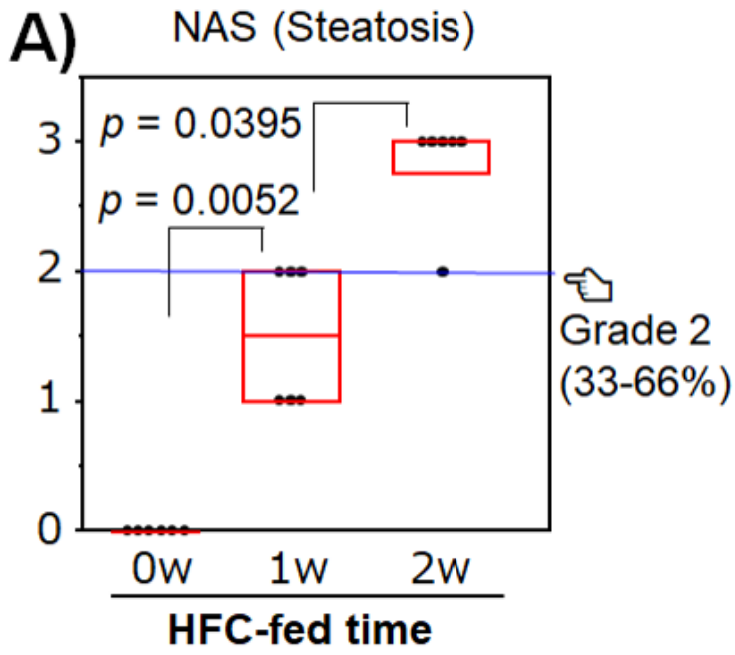 A)
NAS (Steatosis)
3
p = 0.0395
p = 0.0052
2
Grade 2
(33-66%)
1
0
0w 1w 2w
HFC-fed time